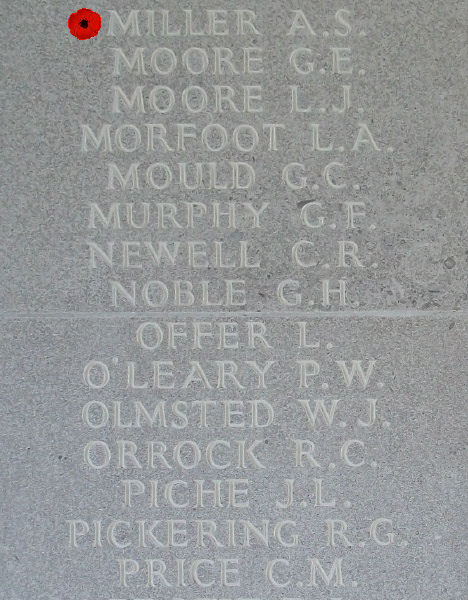 MILLER A.S.
MOORE G.E.
MOORE L.J.
MORFOOT L.A.
MOULD G.C.
MURPHY G.F.
NEWELL C.R.
NOBLE G.H.
OFFER L.
O'LEARY P.W.
OLMSTED W.J.
ORROCK R.C.
PICHE J.L.
PICKERING R.G.
PRICE C.M.